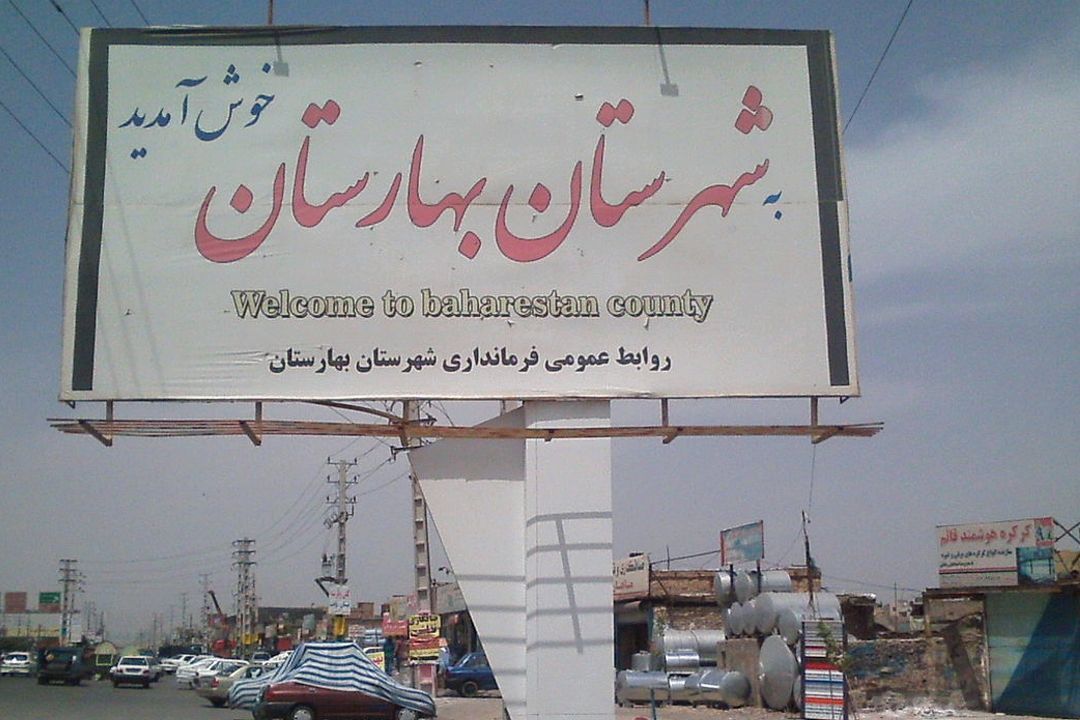 به شهرستان بهارستان خوش آمدید
Welcome to baharestan county
روابط عمومی فرمانداری شهرستان بهارستان
کرکره هوشمند قائم